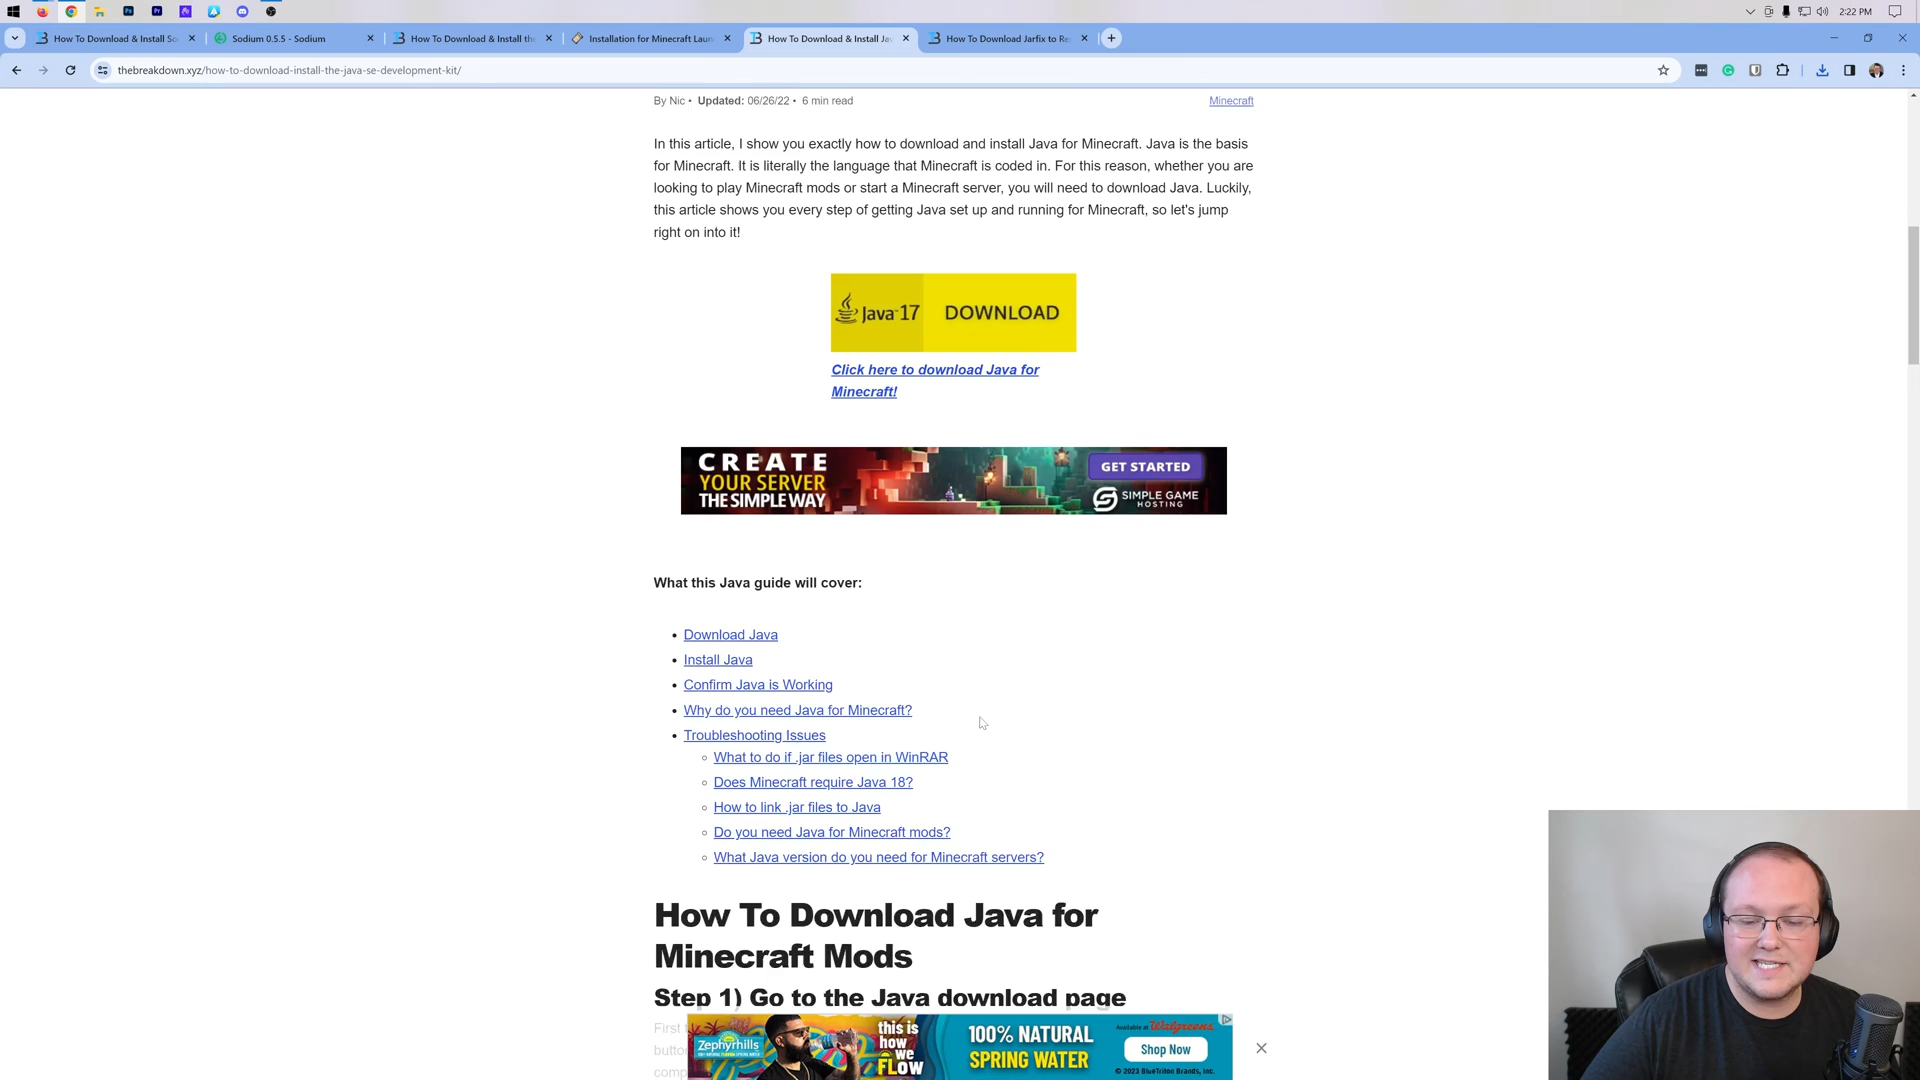 2:22 PM
How To Download & Install So
Sodium 0.5.5 - Sodium
How To Download & Install the
Installation for Minecraft Laun
How To Download & Install Jav
How To Download Jarfix to Re
thebreakdown.xyz/how-to-download-install-the-java-se-development-kit/
By Nic • Updated: 06/26/22 • 6 min read
Minecraft
In this article, I show you exactly how to download and install Java for Minecraft. Java is the basis
for Minecraft. It is literally the language that Minecraft is coded in. For this reason, whether you are
looking to play Minecraft mods or start a Minecraft server, you will need to download Java. Luckily,
this article shows you every step of getting Java set up and running for Minecraft, so let's jump
right on into it!
Java 17 DOWNLOAD
Click here to download Java for
Minecraft!
CREATE
YOUR SERVER
THE SIMPLE WAY
GET STARTED
SIMPLE GAME
HOSTING
What this Java guide will cover:
• Download Java
• Install Java
• Confirm Java is Working
• Why do you need Java for Minecraft?
• Troubleshooting Issues
◦ What to do if .jar files open in WinRAR
◦ Does Minecraft require Java 18?
◦ How to link .jar files to Java
◦ Do you need Java for Minecraft mods?
◦ What Java version do you need for Minecraft servers?
How To Download Java for
Minecraft Mods
Step 1) Go to the Java download page
First
Zephyrhills
this is
how
we
FLOW
100% NATURAL
SPRING WATER
Available at Walgreens
Shop Now
© 2023 BlueTriton Brands, Inc.